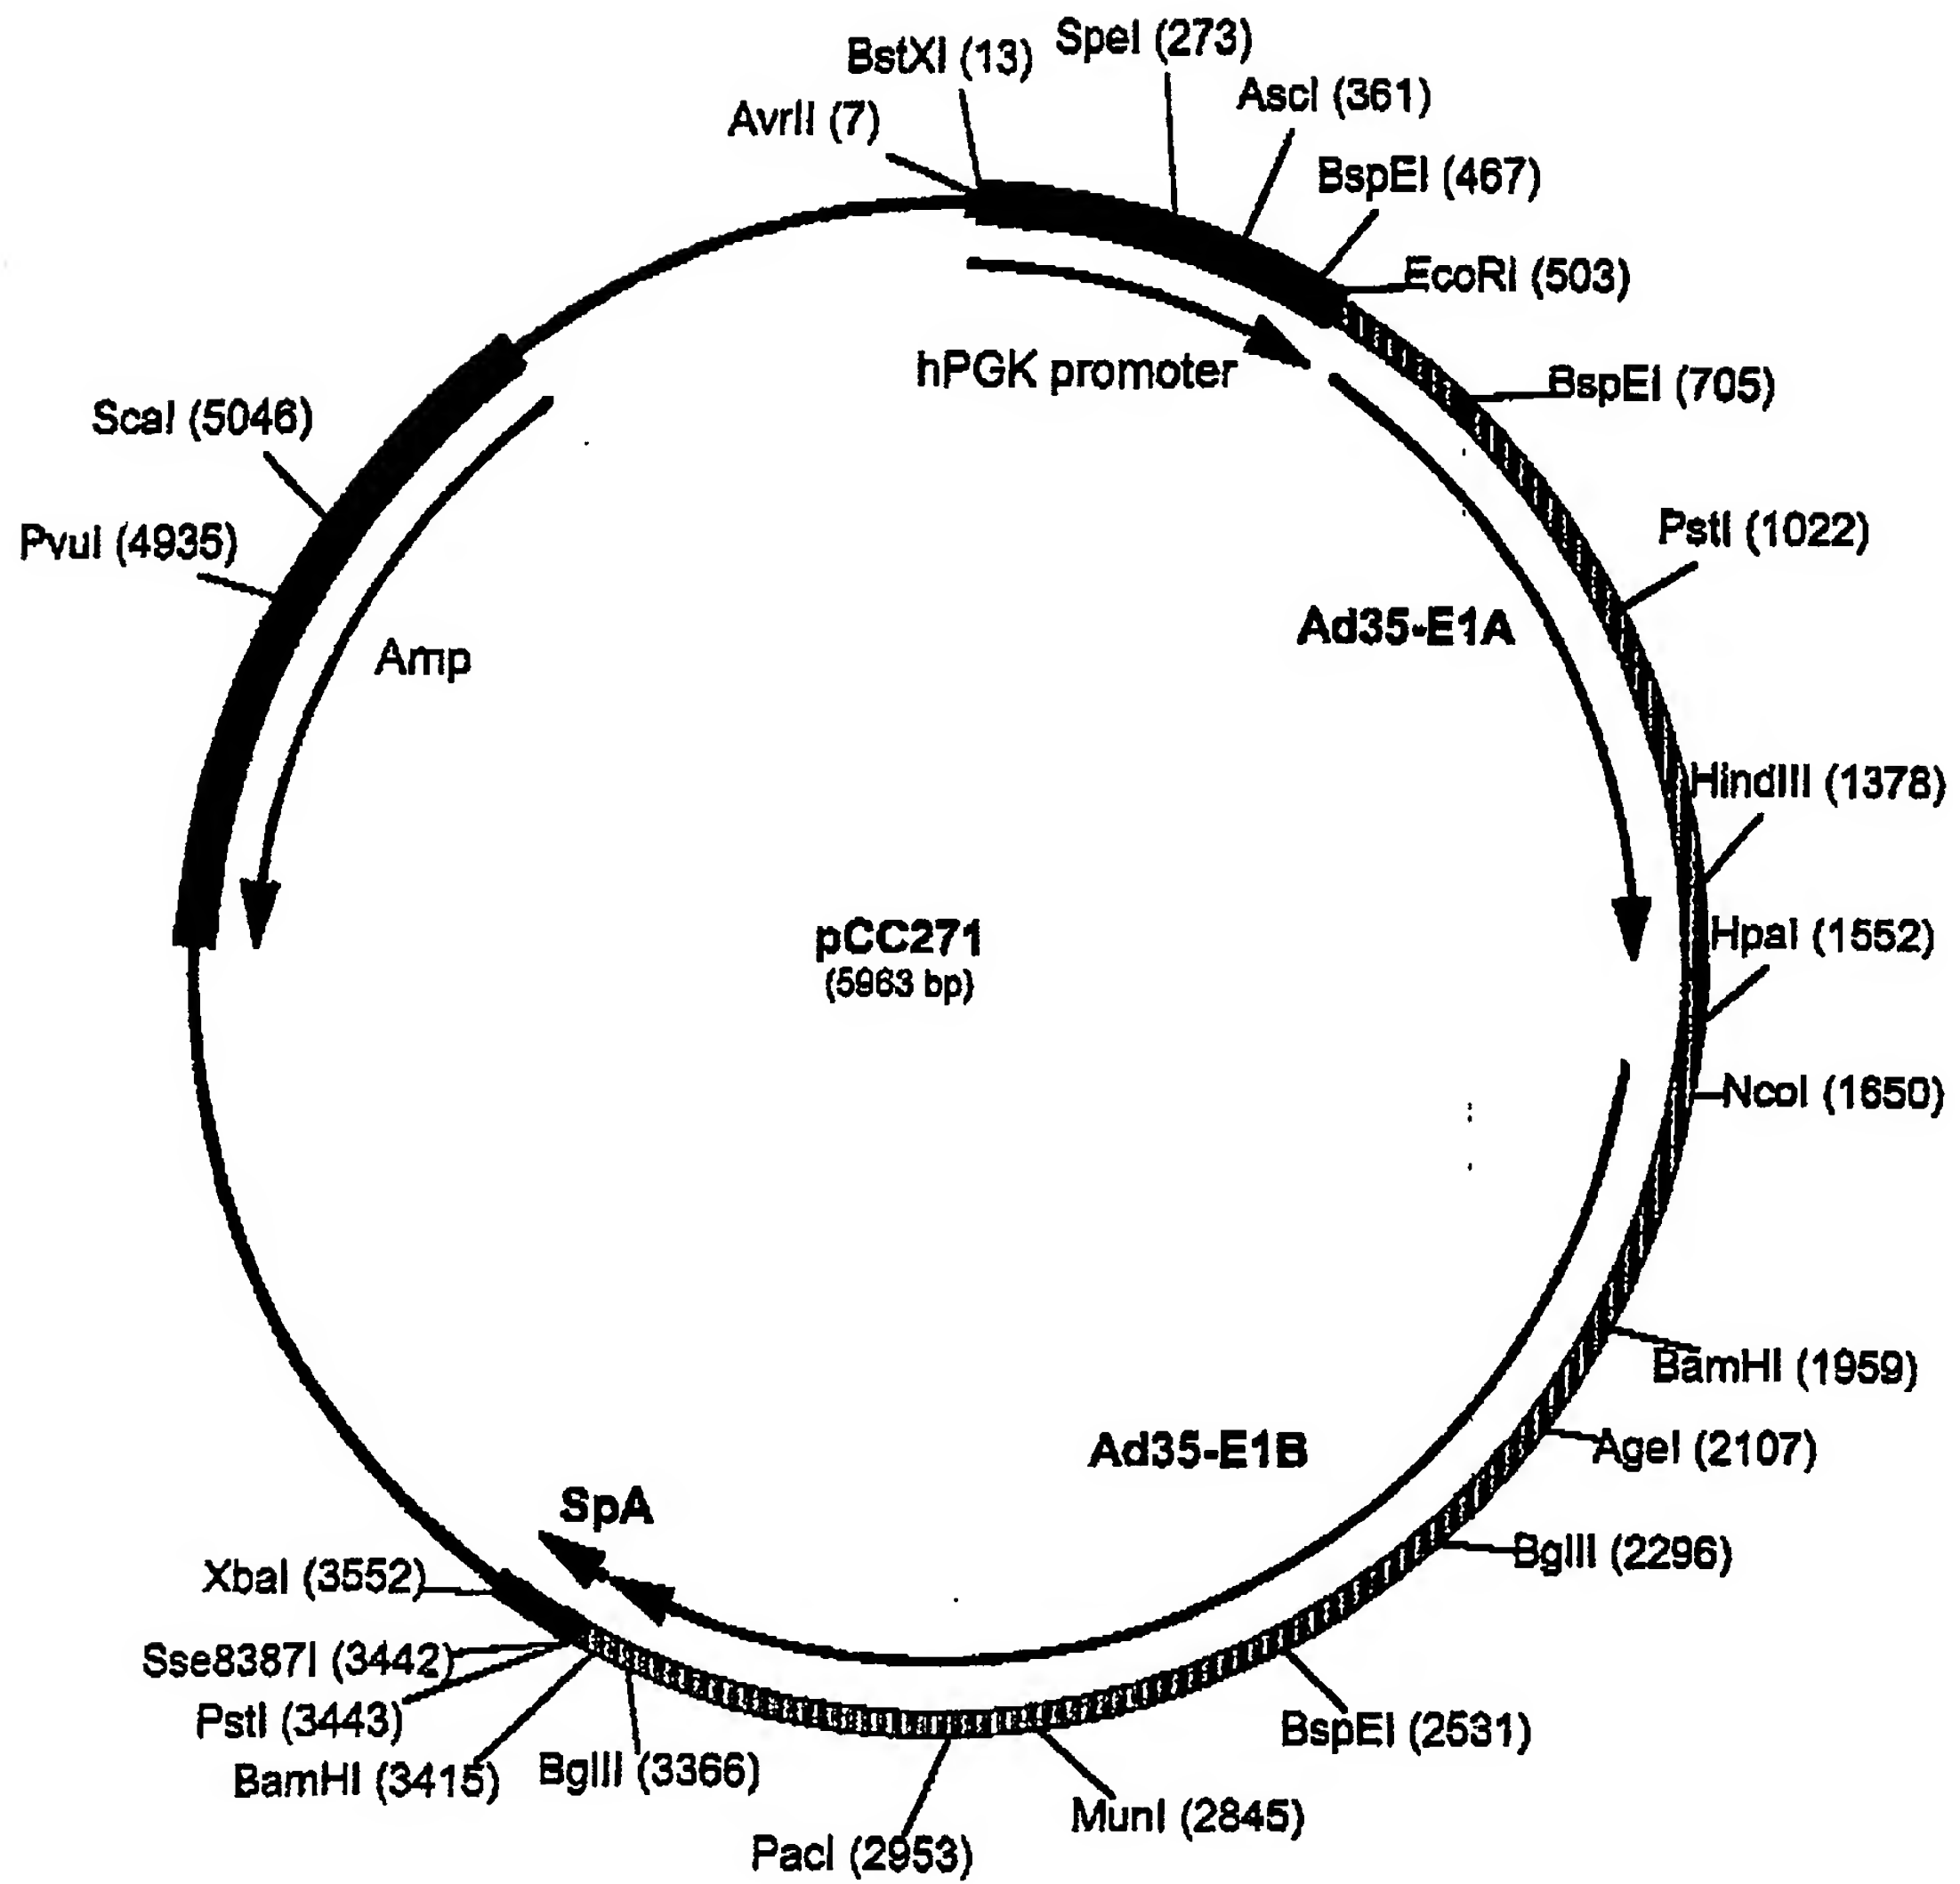 BstXI (13)
SpeI (273)
AvrII (7)
AscI (361)
BspEI (467)
EcoRI (503)
hPGK promoter
BspEI (705)
ScaI (5046)
PvuI (4935)
PstI (1022)
Ad35-E1A
Amp
HindIII (1378)
pCC271
(5963 bp)
HpaI (1552)
NcoI (1650)
BamHI (1959)
Ad35-E1B
AgeI (2107)
SpA
BglII (2296)
XbaI (3552)
Sse8387I (3442)
PstI (3443)
BamHI (3415)
BglII (3366)
BspEI (2531)
MunI (2845)
PacI (2953)